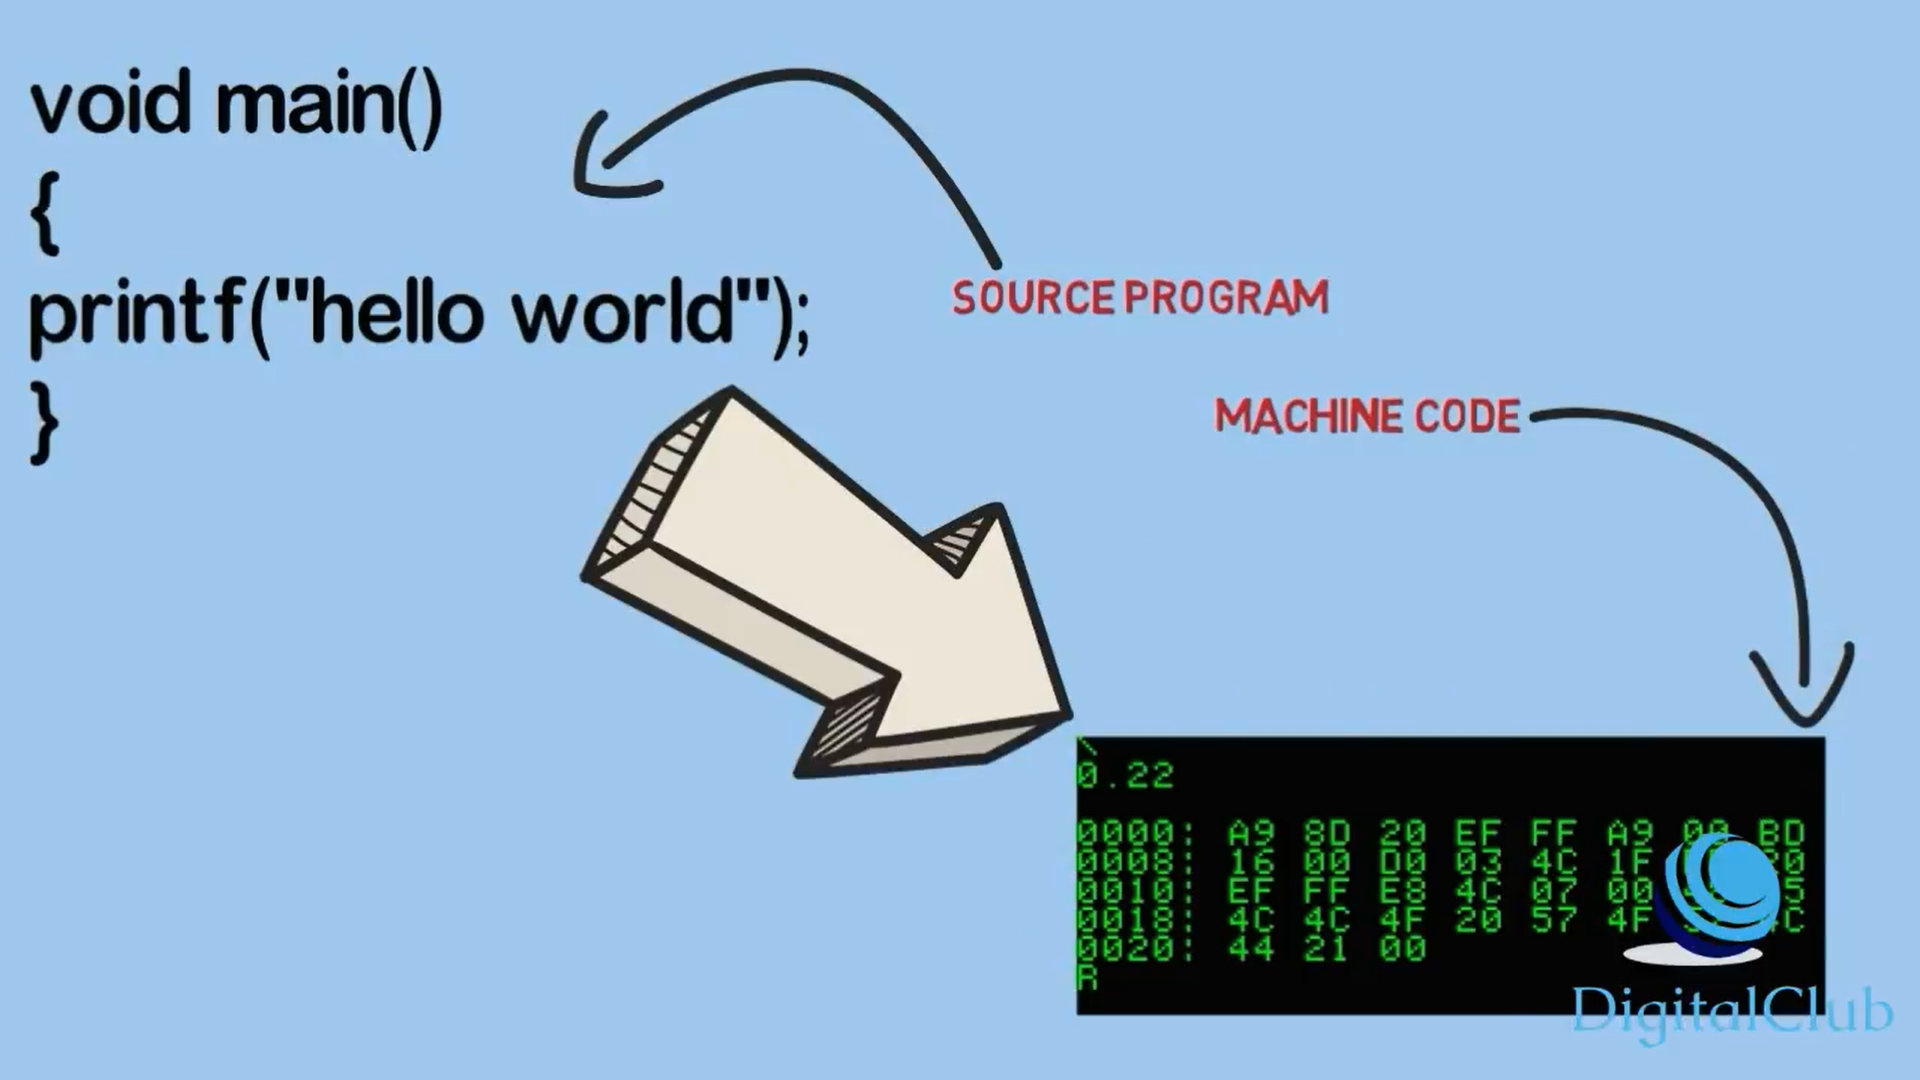 void main()
{
printf("hello world");
}
SOURCE PROGRAM
MACHINE CODE
\
0.22
0000: A9 8D 20 EF FF A9 00 BD
0008: 16 00 D0 03 4C 1F
0010: EF FF E8 4C 07 00
0018: 4C 4C 4F 20 57 4F
0020: 44 21 00
R
DigitalClub